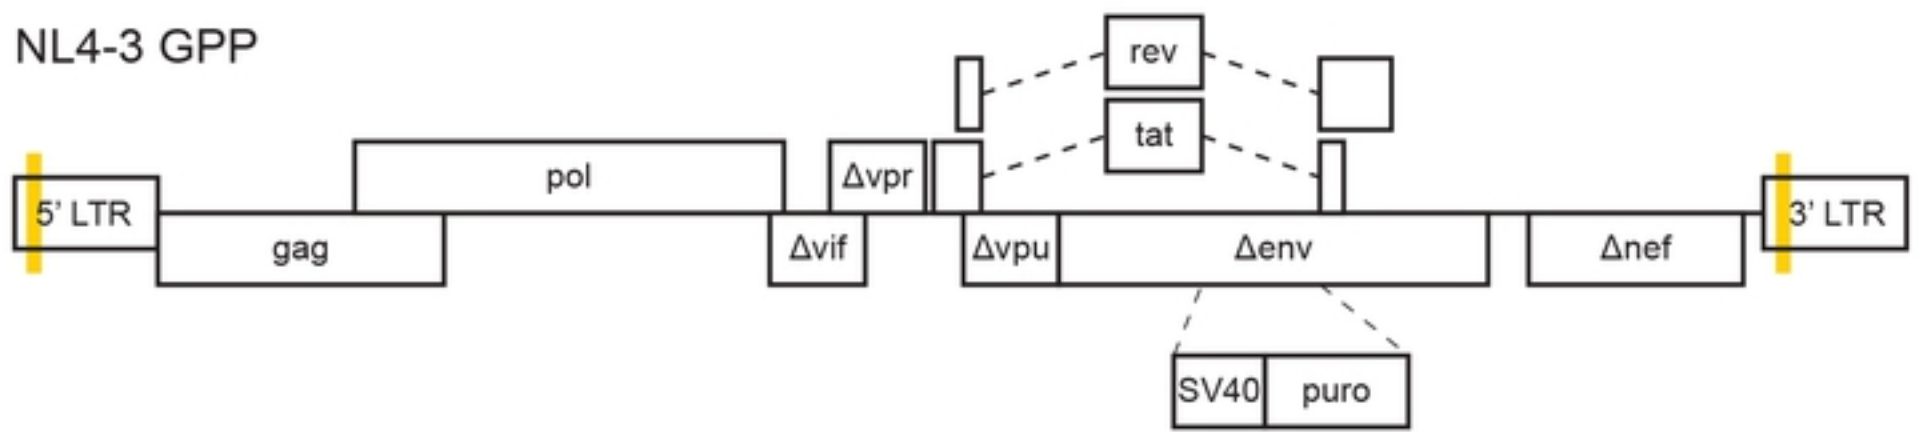 NL4-3 GPP
rev
tat
pol
Δvpr
5' LTR
3' LTR
gag
Δvif
Δvpu
Δenv
Δnef
SV40
puro